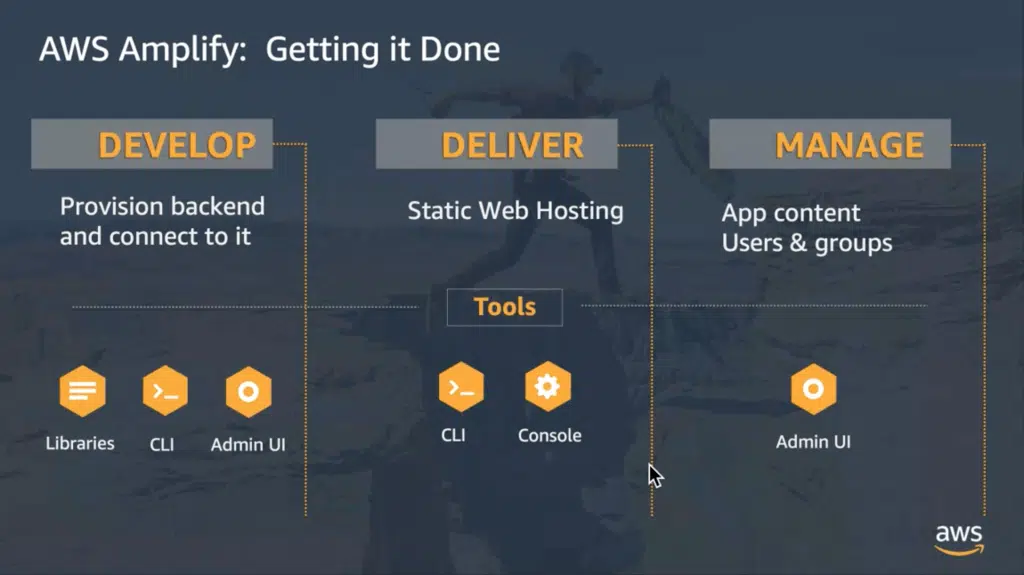 AWS Amplify: Getting it Done
DEVELOP
Provision backend
and connect to it
DELIVER
Static Web Hosting
MANAGE
App content
Users & groups
Tools
Libraries
CLI
Admin UI
CLI
Console
Admin UI
aws